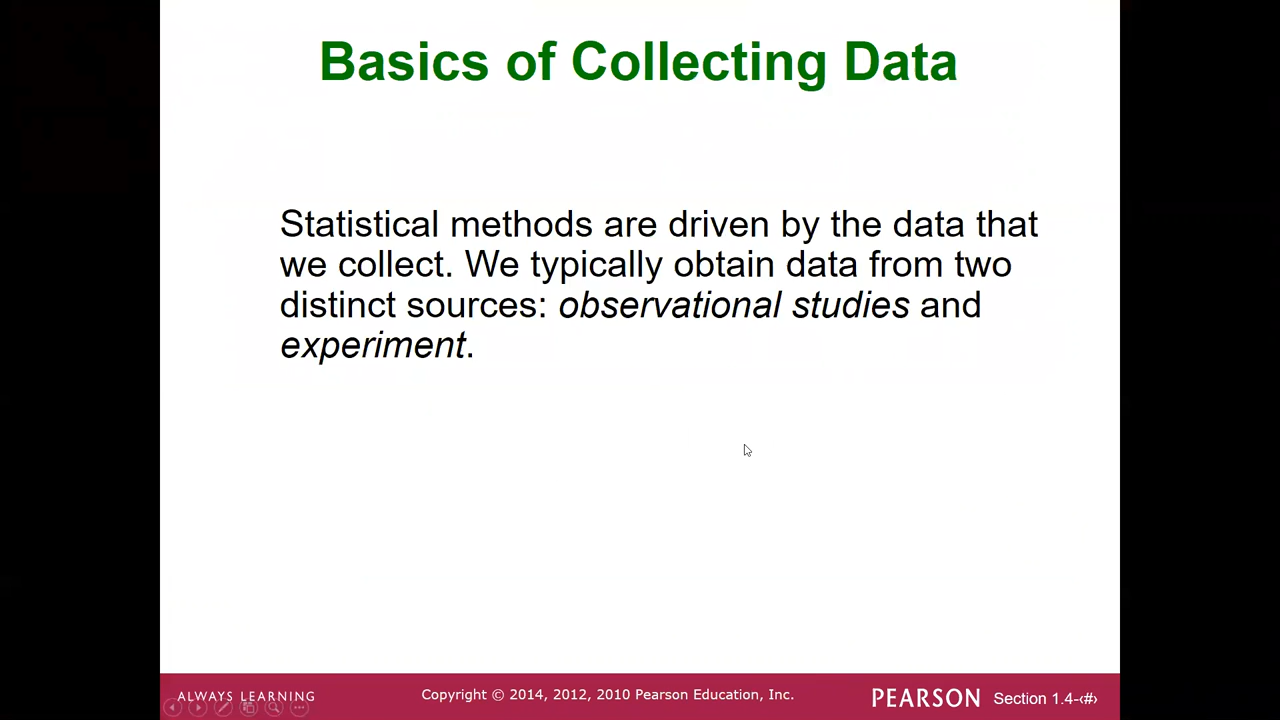 Basics of Collecting Data
Statistical methods are driven by the data that
we collect. We typically obtain data from two
distinct sources: observational studies and
experiment.
ALWAYS LEARNING
Copyright © 2014, 2012, 2010 Pearson Education, Inc.
PEARSON
Section 1.4-‹#›